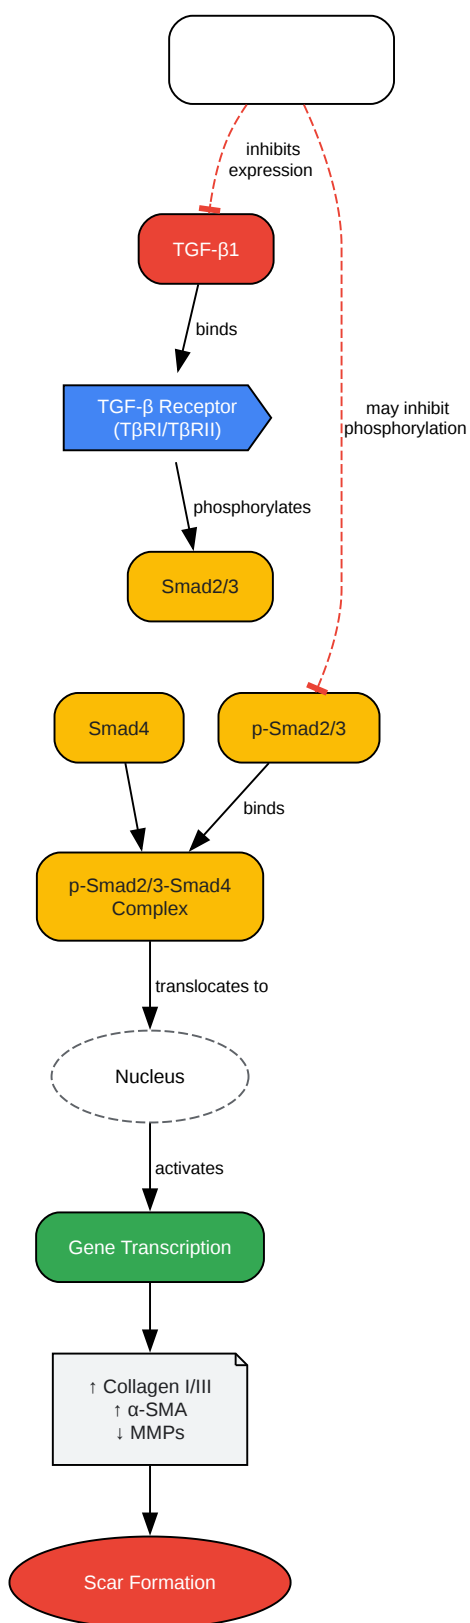 inhibits
expression
TGF-β1
binds
TGF-β Receptor
(TβRI/TβRII)
may inhibit
phosphorylation
phosphorylates
Smad2/3
Smad4
p-Smad2/3
binds
p-Smad2/3-Smad4
Complex
translocates to
Nucleus
activates
Gene Transcription
↑ Collagen I/III
↑ α-SMA
↓ MMPs
Scar Formation